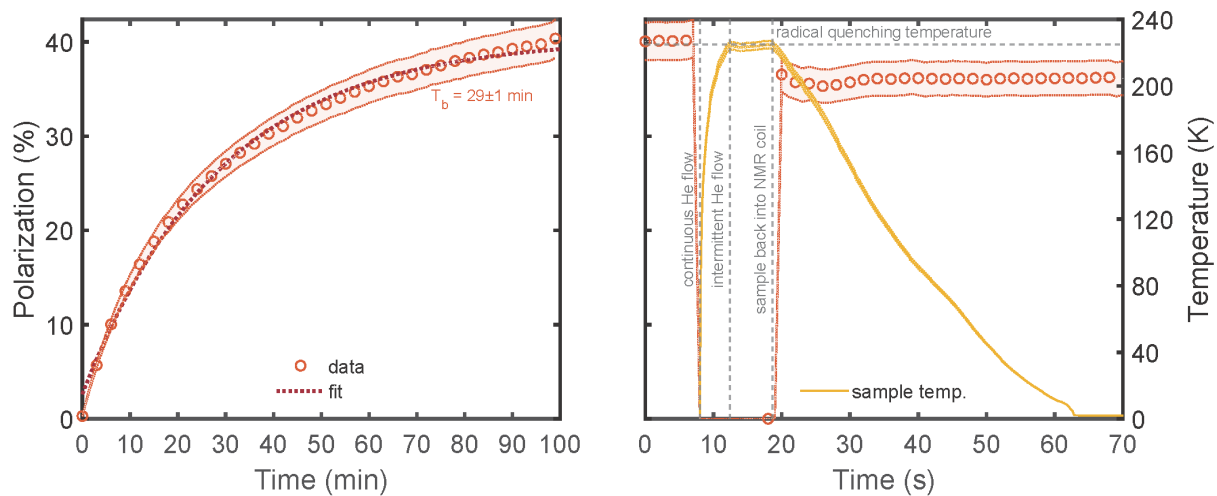 Polarization (%)
40
30
20
10
0
T_b = 29±1 min
data
fit
0 10 20 30 40 50 60 70 80 90 100
Time (min)
radical quenching temperature
continuous He flow
intermittent He flow
sample back into NMR coil
sample temp.
240
200
160
120
80
40
0
Temperature (K)
0 10 20 30 40 50 60 70
Time (s)